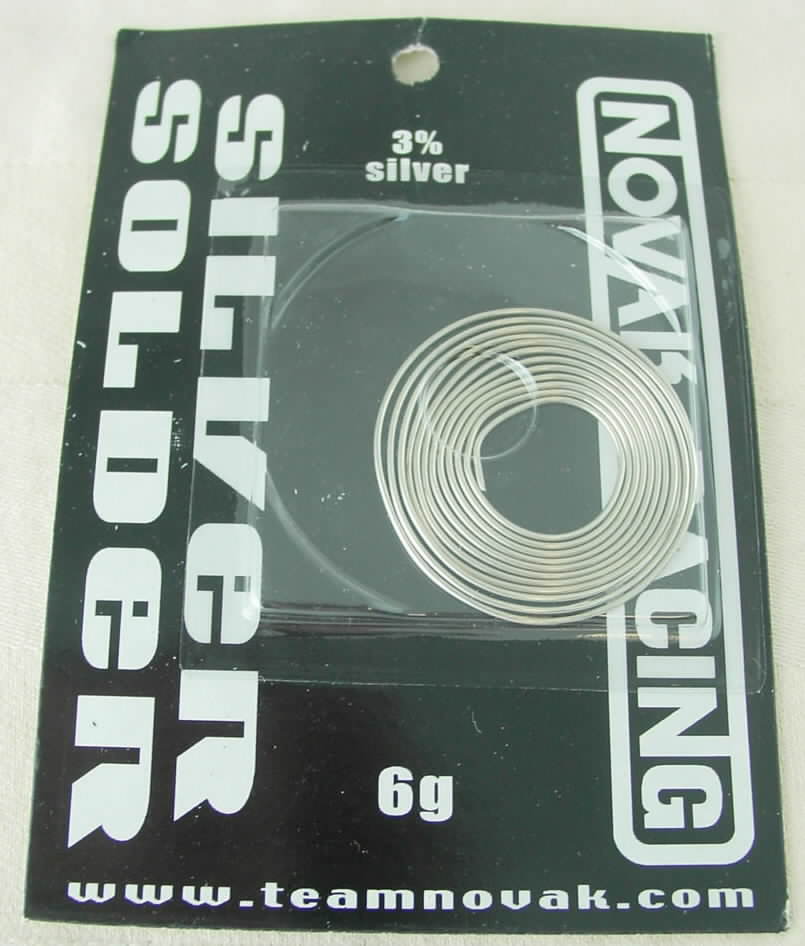 3%
silver
SILVER
SOLDER
NOVAK RACING
6g
www.teamnovak.com